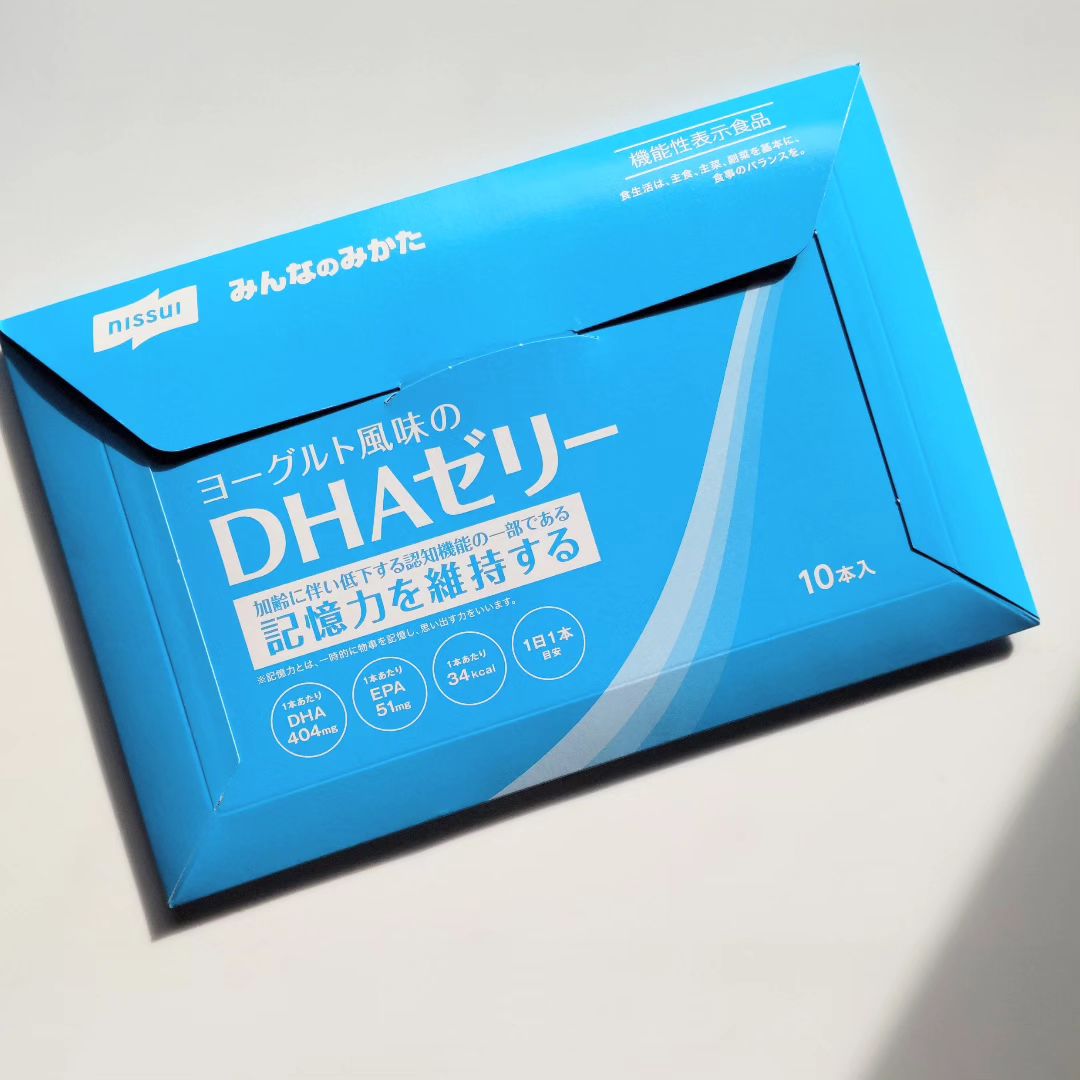 機能性表示食品
食生活は、主食、主菜、副菜を基本に、
食事のバランスを。
nissui
みんなのみかた
ヨーグルト風味の
DHAゼリー
加齢に伴い低下する認知機能の一部である
記憶力を維持する
※記憶力とは、一時的に物事を記憶し、思い出す力をいいます。
1本あたり
DHA
404mg
1本あたり
EPA
51mg
1本あたり
34kcal
1日1本
目安
10本入